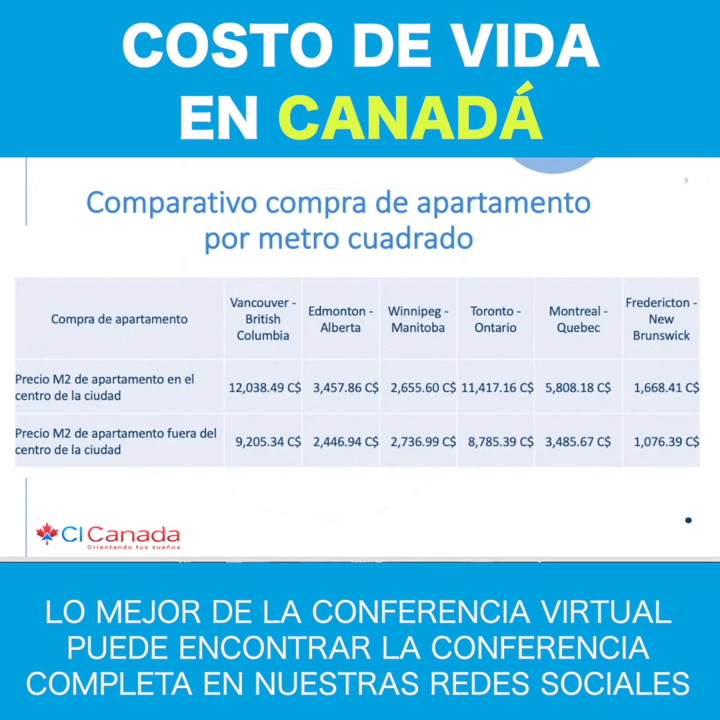 COSTO DE VIDA
EN CANADÁ
9
Comparativo compra de apartamento
por metro cuadrado
Compra de apartamento
Vancouver -
British
Columbia
Edmonton -
Alberta
Winnipeg -
Manitoba
Toronto -
Ontario
Montreal -
Quebec
Fredericton -
New
Brunswick
Precio M2 de apartamento en el
centro de la ciudad
12,038.49 C$ 3,457.86 C$ 2,655.60 C$ 11,417.16 C$ 5,808.18 C$ 1,668.41 C$
Precio M2 de apartamento fuera del
centro de la ciudad
9,205.34 C$ 2,446.94 C$ 2,736.99 C$ 8,785.39 C$ 3,485.67 C$ 1,076.39 C$
CI Canada
Orientando tus sueños
LO MEJOR DE LA CONFERENCIA VIRTUAL
PUEDE ENCONTRAR LA CONFERENCIA
COMPLETA EN NUESTRAS REDES SOCIALES